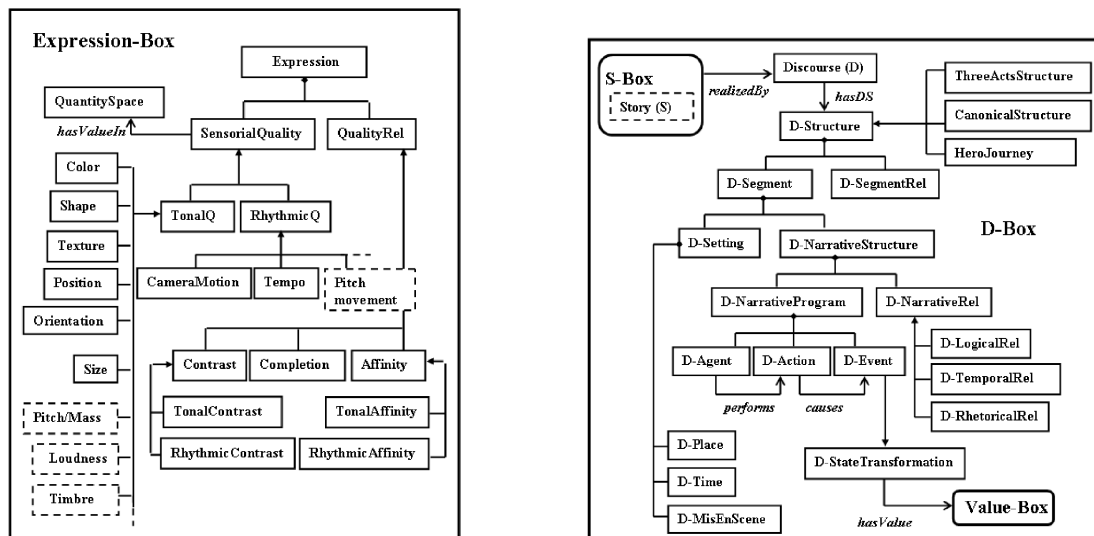 Expression-Box
Expression
QuantitySpace
hasValueIn
SensorialQuality
QualityRel
Color
Shape
TonalQ
RhythmicQ
Texture
Position
CameraMotion
Tempo
Pitch
movement
Orientation
Size
Contrast
Completion
Affinity
Pitch/Mass
TonalContrast
TonalAffinity
Loudness
RhythmicContrast
RhythmicAffinity
Timbre
S-Box
Story (S)
realizedBy
Discourse (D)
hasDS
ThreeActsStructure
D-Structure
CanonicalStructure
HeroJourney
D-Segment
D-SegmentRel
D-Box
D-Setting
D-NarrativeStructure
D-NarrativeProgram
D-NarrativeRel
D-Agent
D-Action
D-Event
D-LogicalRel
performs
causes
D-TemporalRel
D-RhetoricalRel
D-Place
D-StateTransformation
D-Time
D-MisEnScene
hasValue
Value-Box